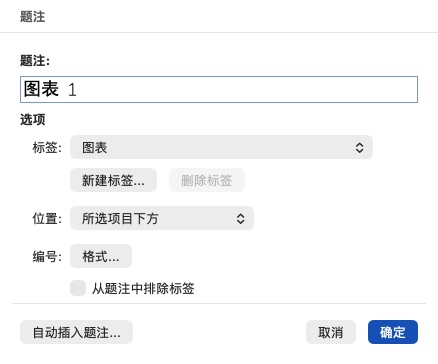 题注
题注:
图表 1
选项
标签: 图表
新建标签... 删除标签
位置: 所选项目下方
编号: 格式...
从题注中排除标签
自动插入题注... 取消 确定